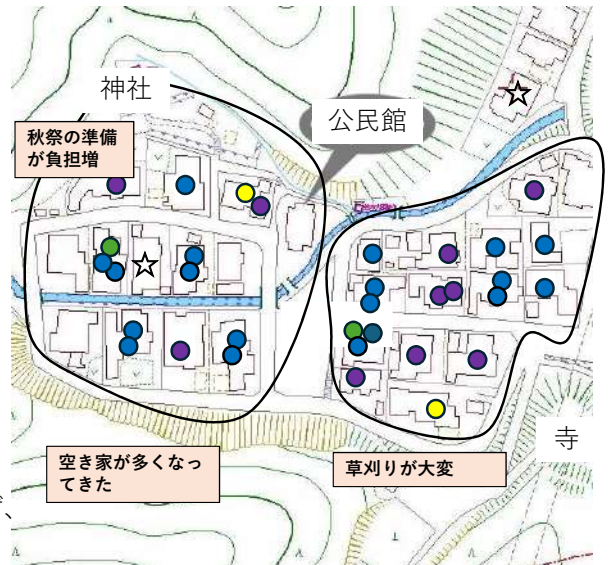 神社
公民館
秋祭の準備
が負担増
寺
空き家が多くなっ
てきた
草刈りが大変